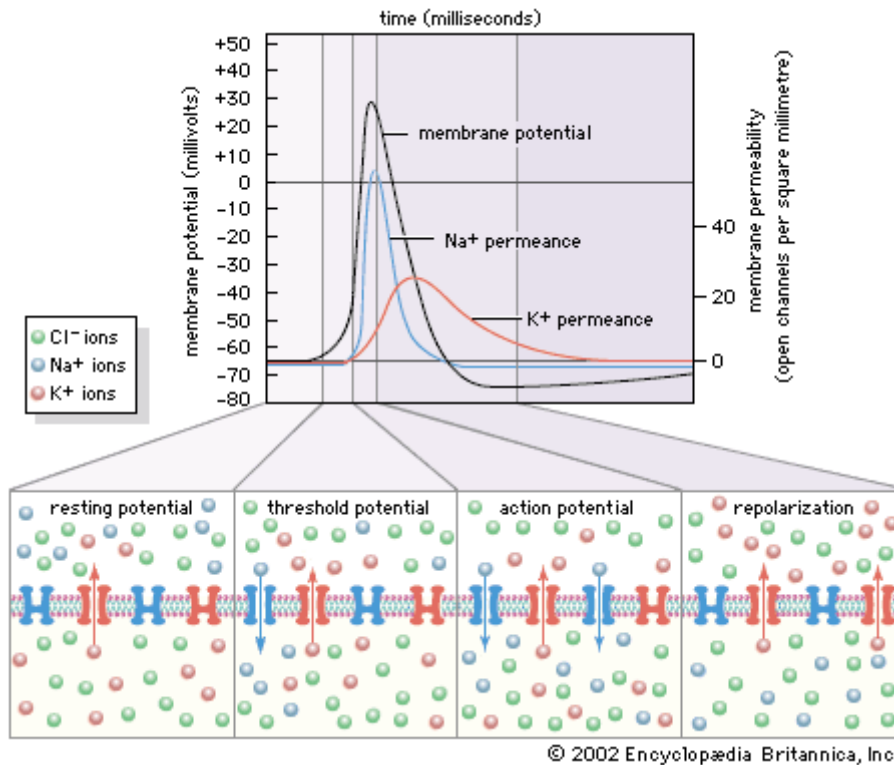 time (milliseconds)
+50
+40
+30
+20
+10
0
-10
-20
-30
-40
-50
-60
-70
-80
membrane potential (millivolts)
membrane potential
Na+ permeance
K+ permeance
40
20
0
membrane permeability
(open channels per square millimetre)
Cl− ions
Na+ ions
K+ ions
resting potential
threshold potential
action potential
repolarization
© 2002 Encyclopædia Britannica, Inc